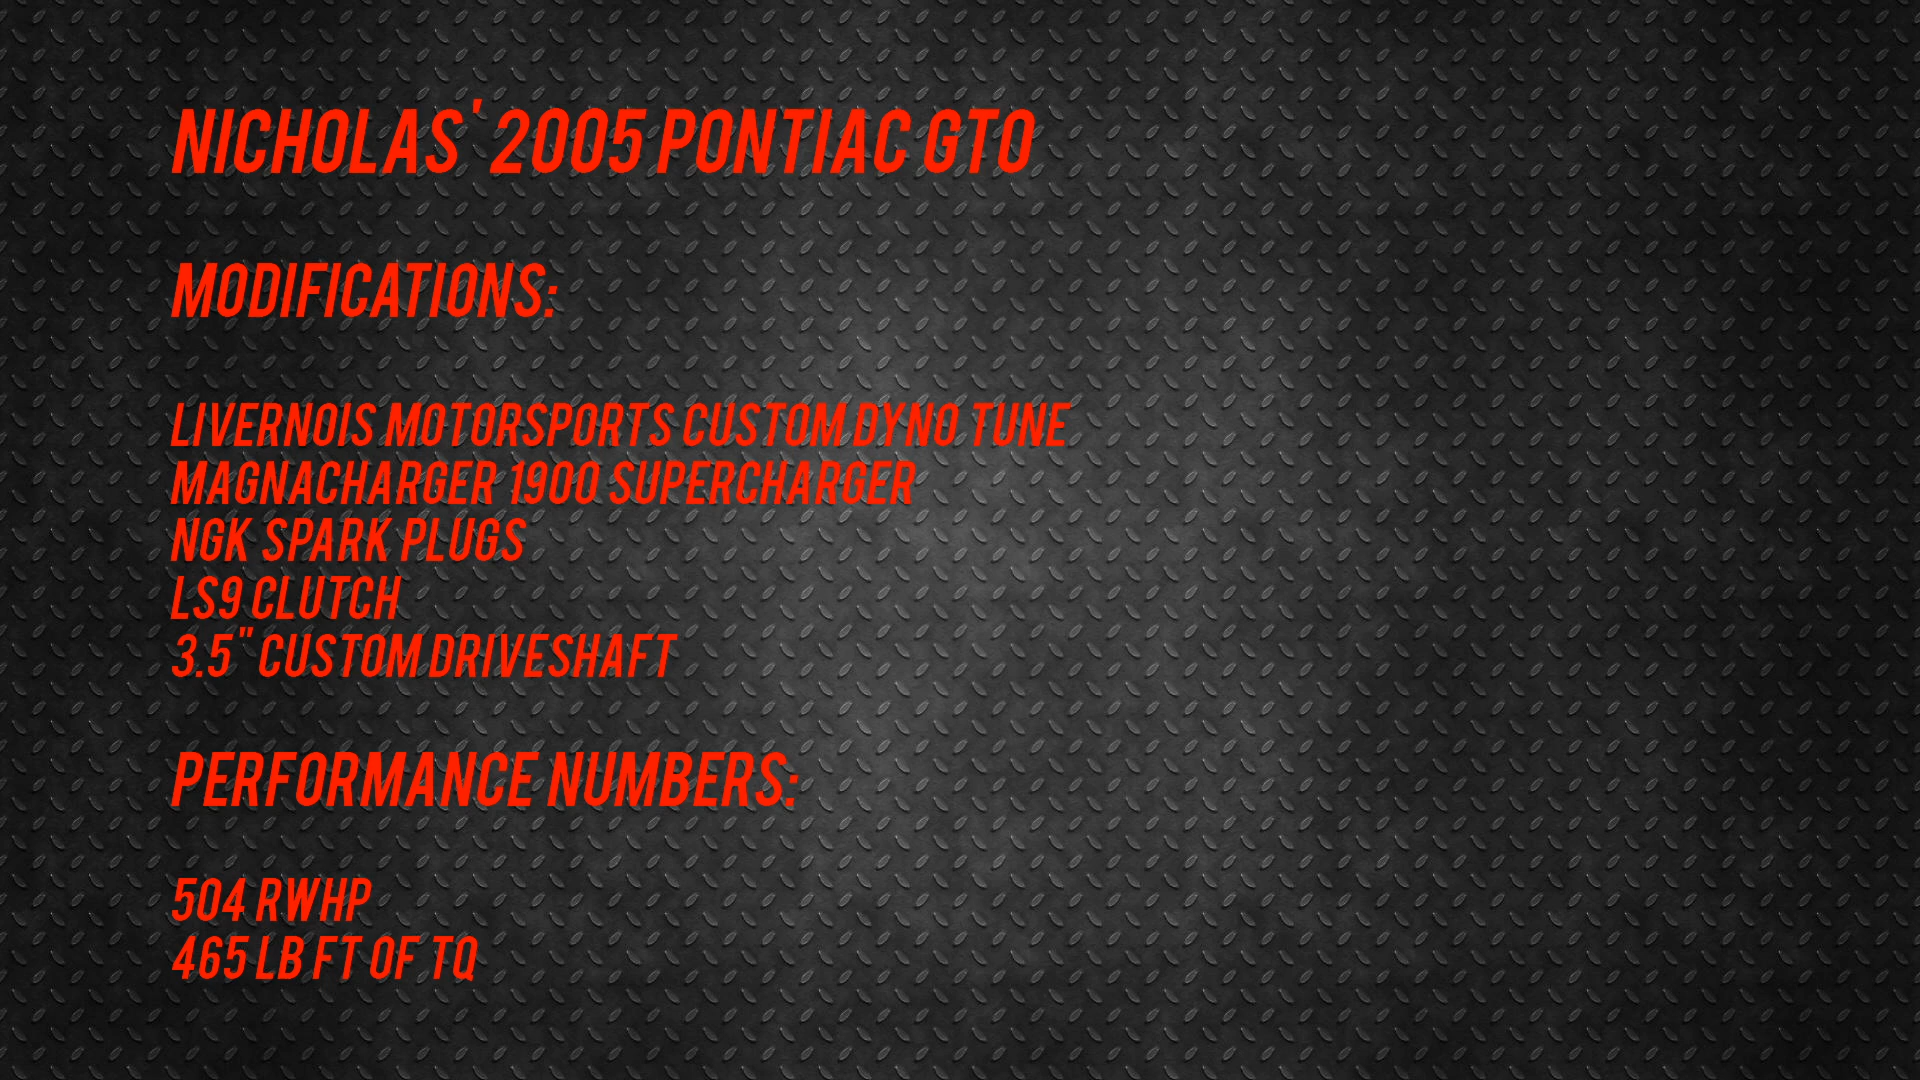 NICHOLAS' 2005 PONTIAC GTO
MODIFICATIONS:
LIVERNOIS MOTORSPORTS CUSTOM DYNO TUNE
MAGNACHARGER 1900 SUPERCHARGER
NGK SPARK PLUGS
LS9 CLUTCH
3.5" CUSTOM DRIVESHAFT
PERFORMANCE NUMBERS:
504 RWHP
465 LB FT OF TQ